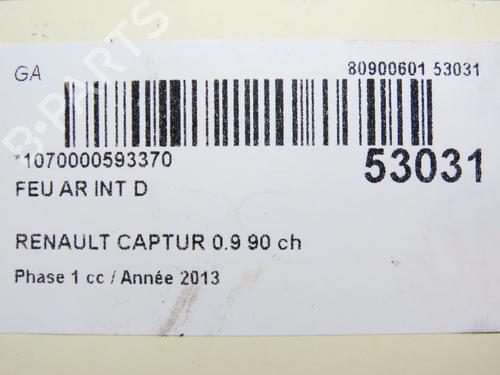 GA
80900601 53031
*1070000593370
53031
FEU AR INT D
RENAULT CAPTUR 0.9 90 ch
Phase 1 cc / Année 2013
B-PARTS